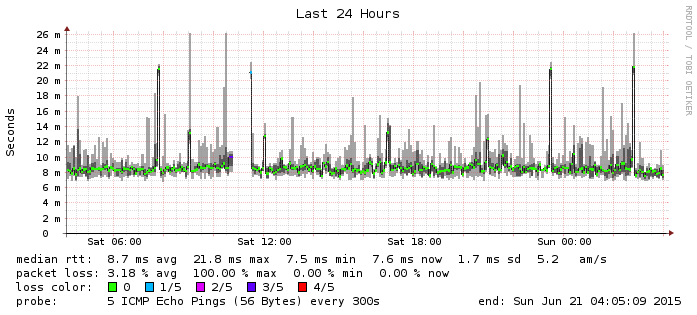 Last 24 Hours
RRDTOOL / TOBI OETIKER
Seconds
26 m
24 m
22 m
20 m
18 m
16 m
14 m
12 m
10 m
8 m
6 m
4 m
2 m
0
Sat 06:00 Sat 12:00 Sat 18:00 Sun 00:00
median rtt: 8.7 ms avg 21.8 ms max 7.5 ms min 7.6 ms now 1.7 ms sd 5.2 am/s
packet loss: 3.18 % avg 100.00 % max 0.00 % min 0.00 % now
loss color: 0 1/5 2/5 3/5 4/5
probe: 5 ICMP Echo Pings (56 Bytes) every 300s end: Sun Jun 21 04:05:09 2015